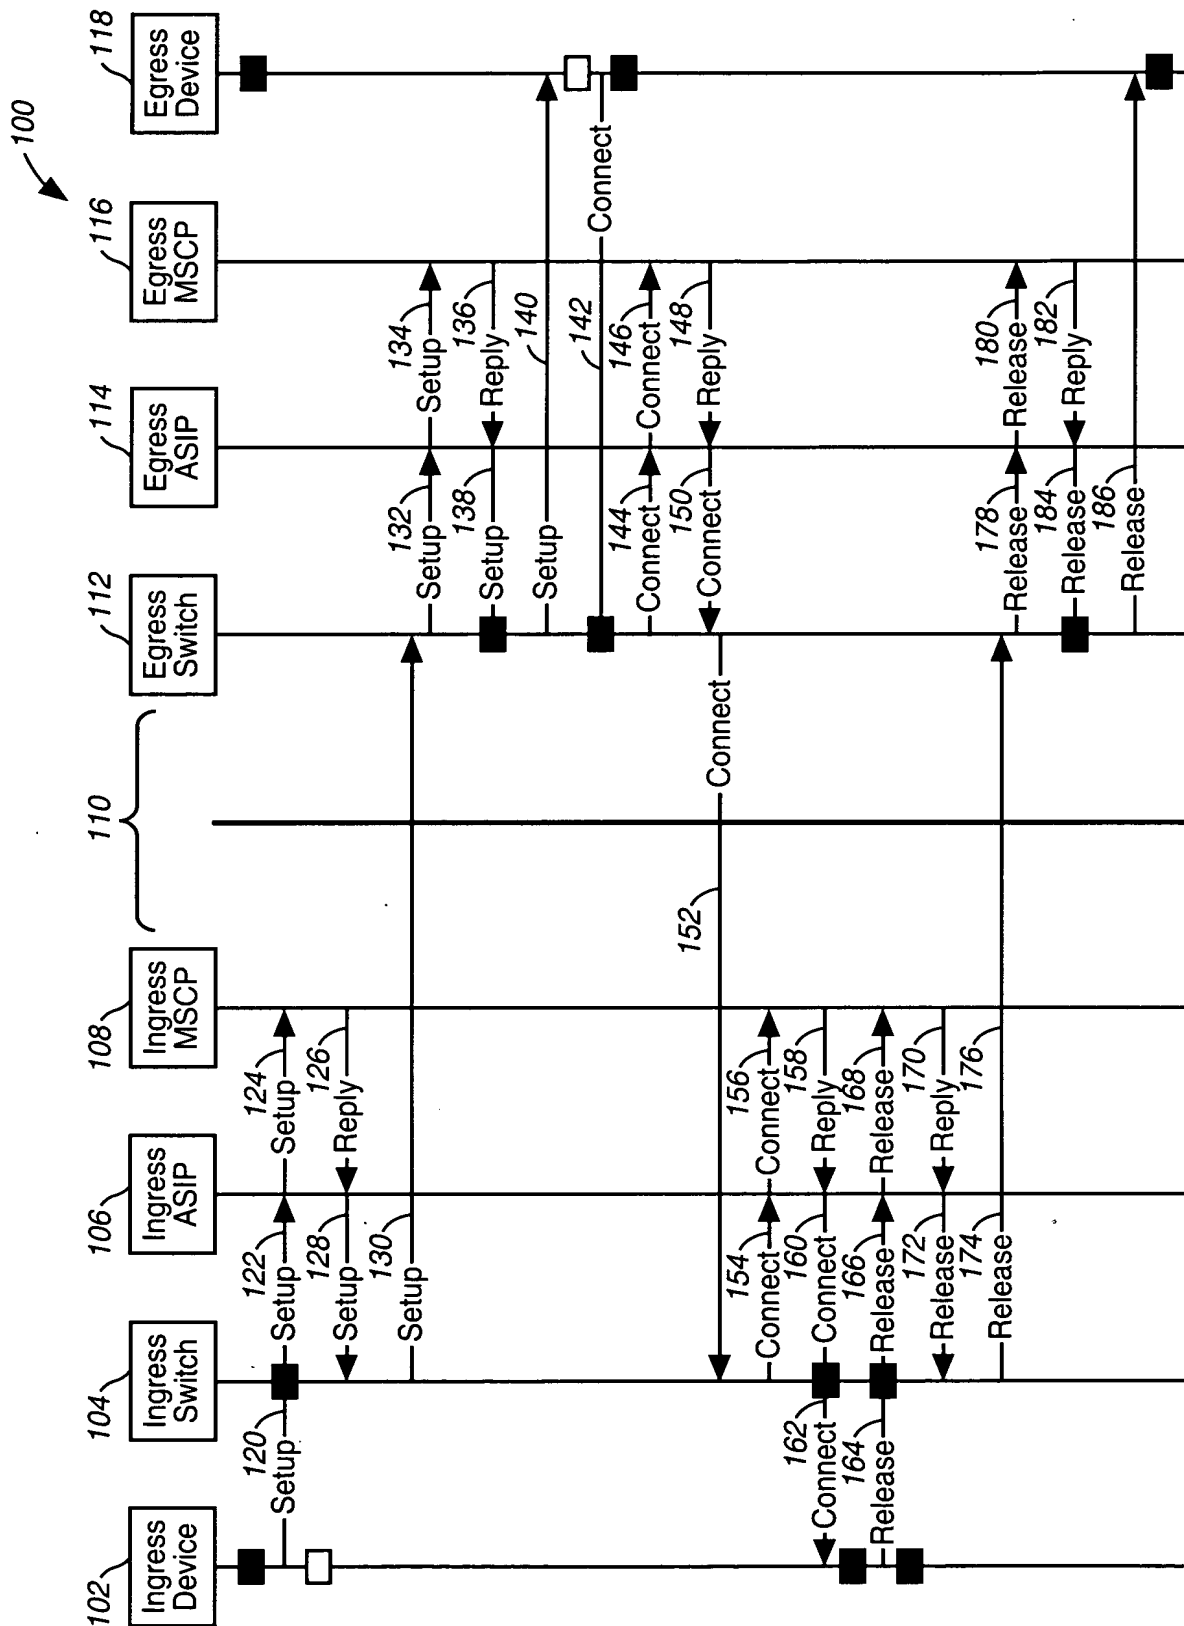 100
102
104
106
108
110
112
114
116
118
Ingress
Device
Ingress
Switch
Ingress
ASIP
Ingress
MSCP
Egress
Switch
Egress
ASIP
Egress
MSCP
Egress
Device
120
Setup
122
Setup
124
Setup
126
Reply
128
Setup
130
Setup
132
Setup
134
Setup
136
Reply
138
Setup
140
Setup
142
Connect
144
Connect
146
Connect
148
Reply
150
Connect
152
Connect
154
Connect
156
Connect
158
Reply
160
Connect
162
Connect
164
Release
166
Release
168
Release
170
Reply
172
Release
174
Release
176
178
Release
180
Release
182
Reply
184
Release
186
Release